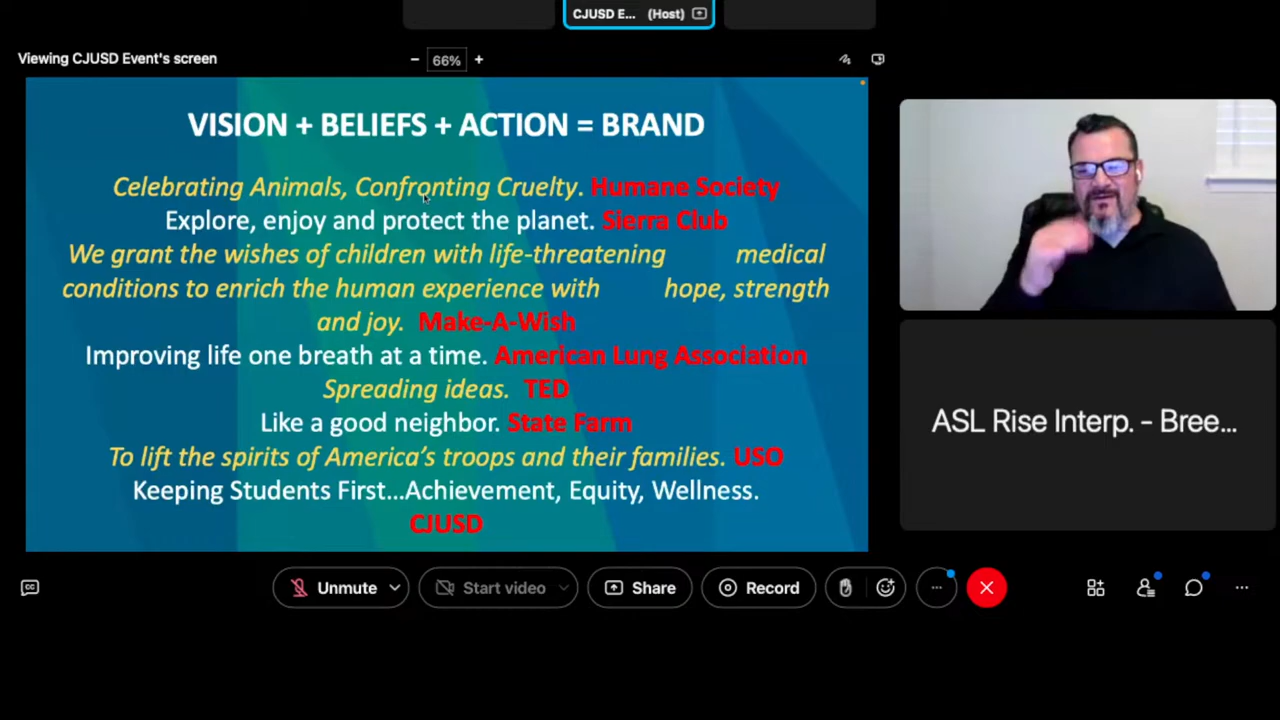 CJUSD E... (Host)
Viewing CJUSD Event's screen
66%
VISION + BELIEFS + ACTION = BRAND
Celebrating Animals, Confronting Cruelty. Humane Society
Explore, enjoy and protect the planet. Sierra Club
We grant the wishes of children with life-threatening medical
conditions to enrich the human experience with hope, strength
and joy. Make-A-Wish
Improving life one breath at a time. American Lung Association
Spreading ideas. TED
Like a good neighbor. State Farm
To lift the spirits of America's troops and their families. USO
Keeping Students First...Achievement, Equity, Wellness.
CJUSD
ASL Rise Interp. - Bree...
CC
Unmute
Start video
Share
Record